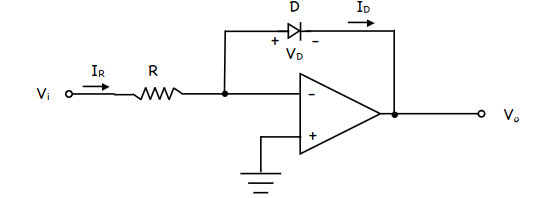 D
I_D
+ –
V_D
I_R
R
V_i
–
+
V_o